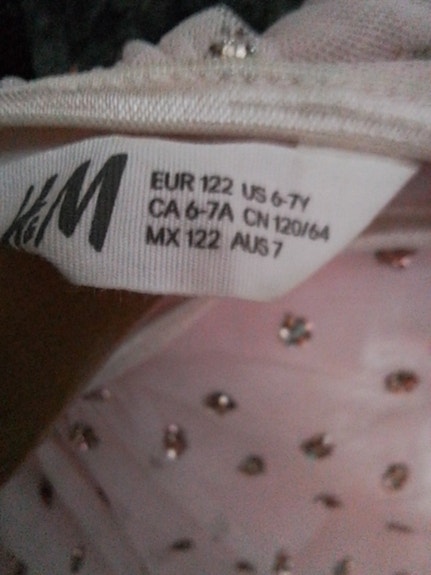 H&M
EUR 122 US 6-7Y
CA 6-7A CN 120/64
MX 122 AUS 7